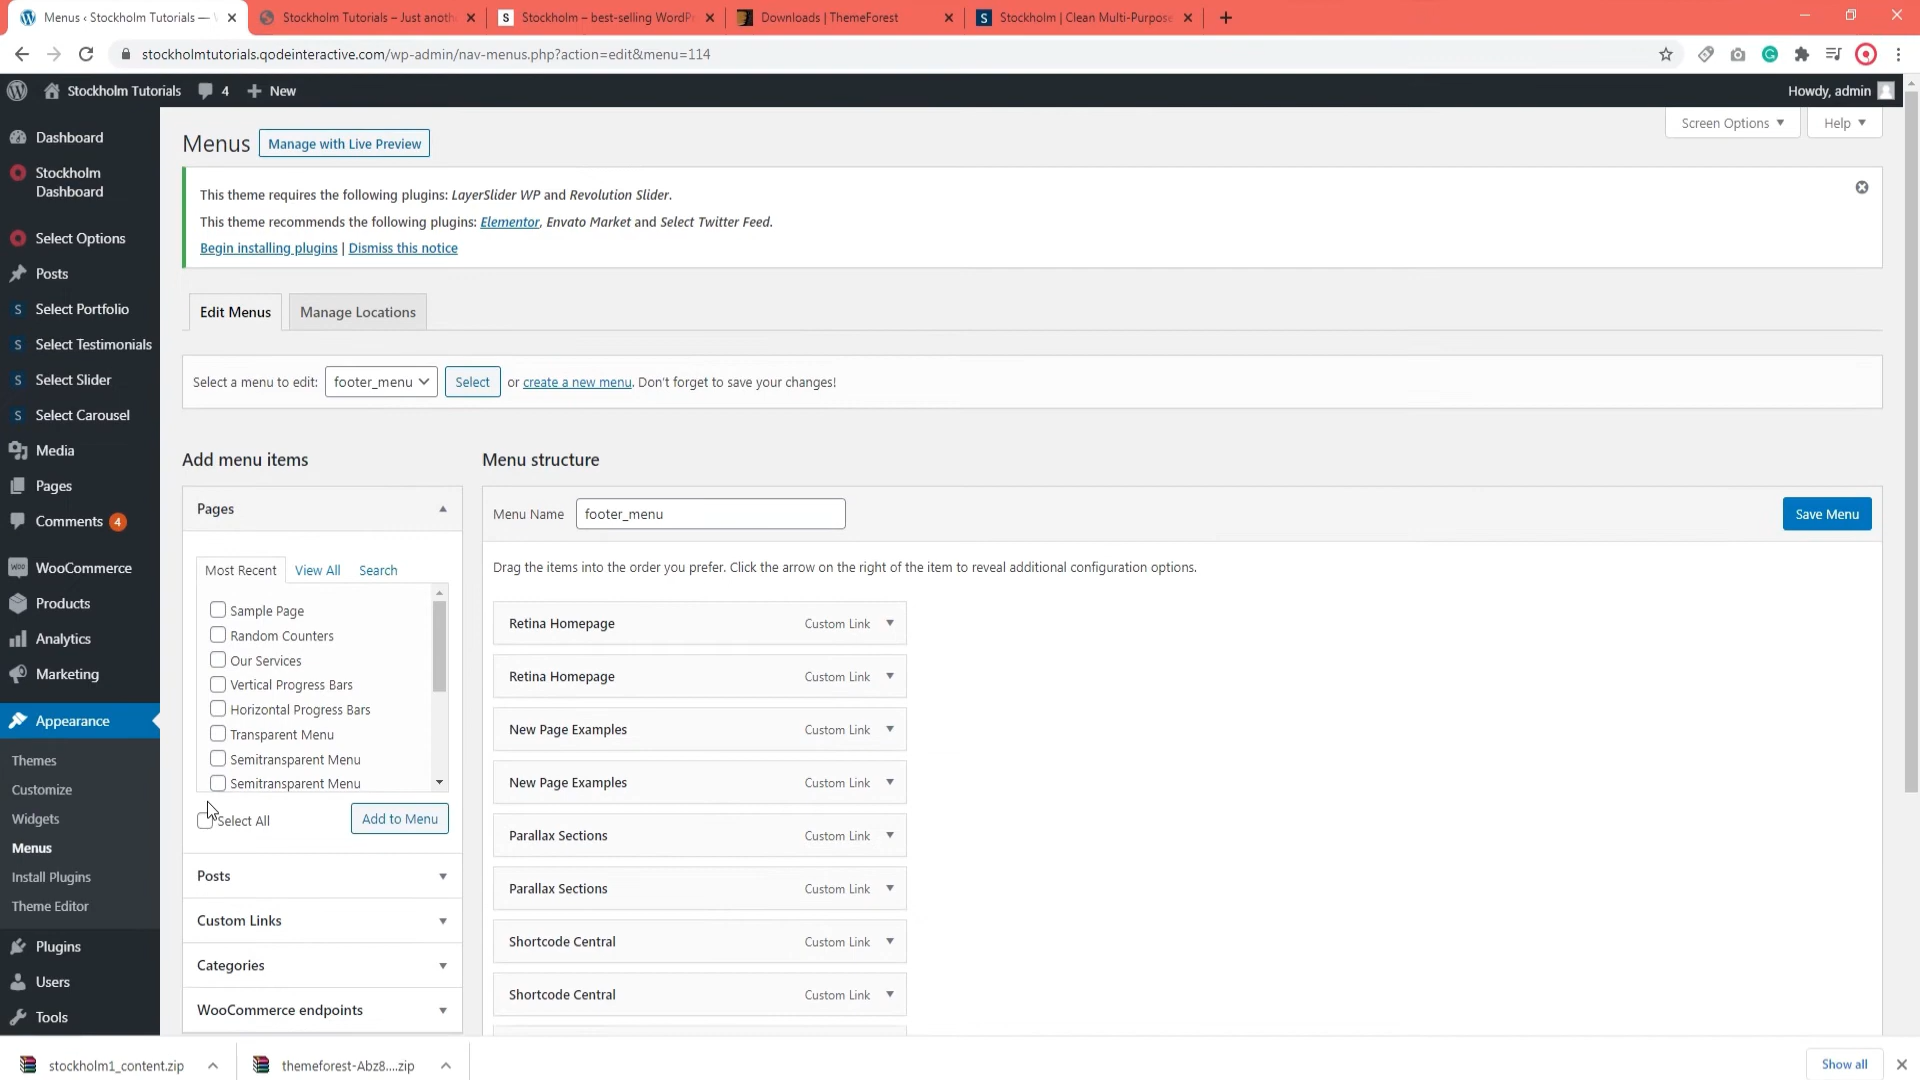 Menus ‹ Stockholm Tutorials —
Stockholm Tutorials – Just anoth
Stockholm – best-selling WordPr
Downloads | ThemeForest
Stockholm | Clean Multi-Purpose
stockholmtutorials.qodeinteractive.com/wp-admin/nav-menus.php?action=edit&menu=114
Stockholm Tutorials
4
New
Howdy, admin
Dashboard
Stockholm
Dashboard
Select Options
Posts
Select Portfolio
Select Testimonials
Select Slider
Select Carousel
Media
Pages
Comments 4
WooCommerce
Products
Analytics
Marketing
Appearance
Themes
Customize
Widgets
Menus
Install Plugins
Theme Editor
Plugins
Users
Tools
Menus
Manage with Live Preview
Screen Options
Help
This theme requires the following plugins: LayerSlider WP and Revolution Slider.
This theme recommends the following plugins: Elementor, Envato Market and Select Twitter Feed.
Begin installing plugins | Dismiss this notice
Edit Menus
Manage Locations
Select a menu to edit: footer_menu Select or create a new menu. Don't forget to save your changes!
Add menu items
Pages
Most Recent View All Search
Sample Page
Random Counters
Our Services
Vertical Progress Bars
Horizontal Progress Bars
Transparent Menu
Semitransparent Menu
Semitransparent Menu
Select All
Add to Menu
Posts
Custom Links
Categories
WooCommerce endpoints
Menu structure
Menu Name footer_menu
Save Menu
Drag the items into the order you prefer. Click the arrow on the right of the item to reveal additional configuration options.
Retina Homepage Custom Link
Retina Homepage Custom Link
New Page Examples Custom Link
New Page Examples Custom Link
Parallax Sections Custom Link
Parallax Sections Custom Link
Shortcode Central Custom Link
Shortcode Central Custom Link
stockholm1_content.zip
themeforest-Abz8....zip
Show all